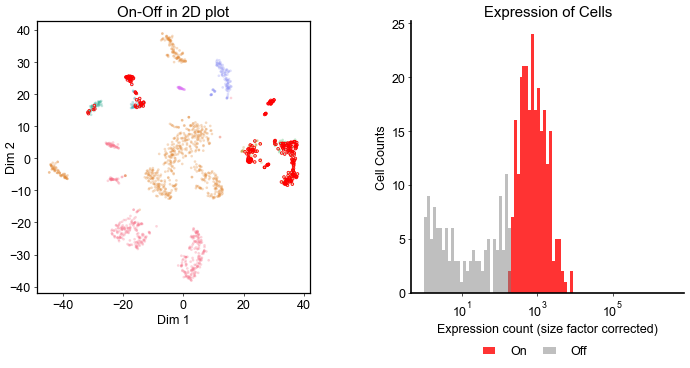 On-Off in 2D plot
40
30
20
10
0
−10
−20
−30
−40
Dim 2
−40
−20
0
20
40
Dim 1
Expression of Cells
25
20
15
10
5
0
Cell Counts
10^1
10^3
10^5
Expression count (size factor corrected)
On
Off